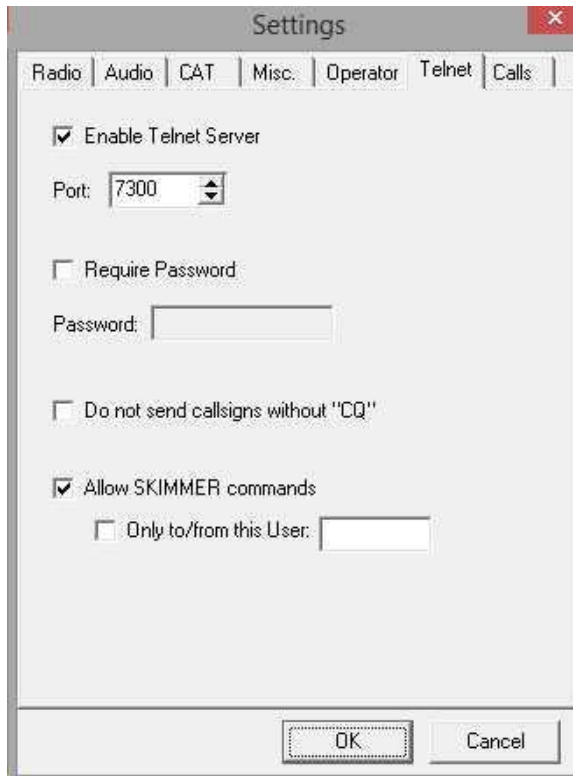 Settings
Radio Audio CAT Misc. Operator Telnet Calls
Enable Telnet Server
Port: 7300
Require Password
Password:
Do not send callsigns without "CQ"
Allow SKIMMER commands
Only to/from this User:
OK Cancel